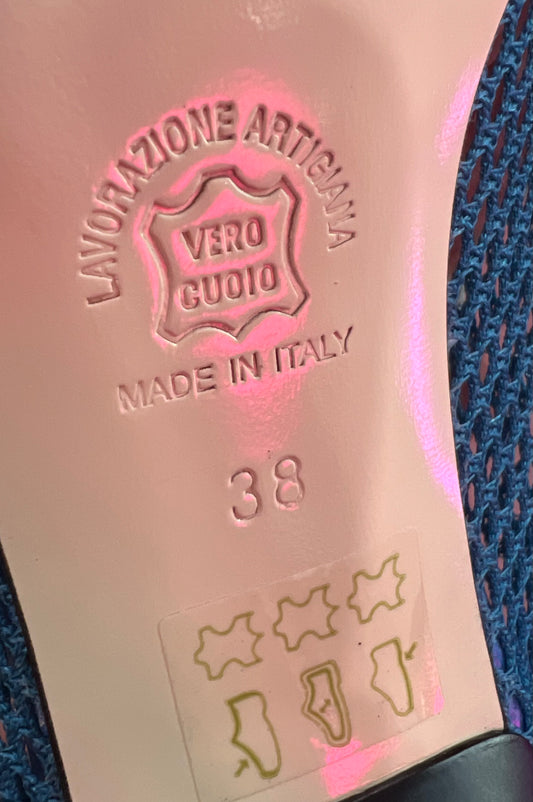 LAVORAZIONE ARTIGIANA
VERO
CUOIO
MADE IN ITALY
38